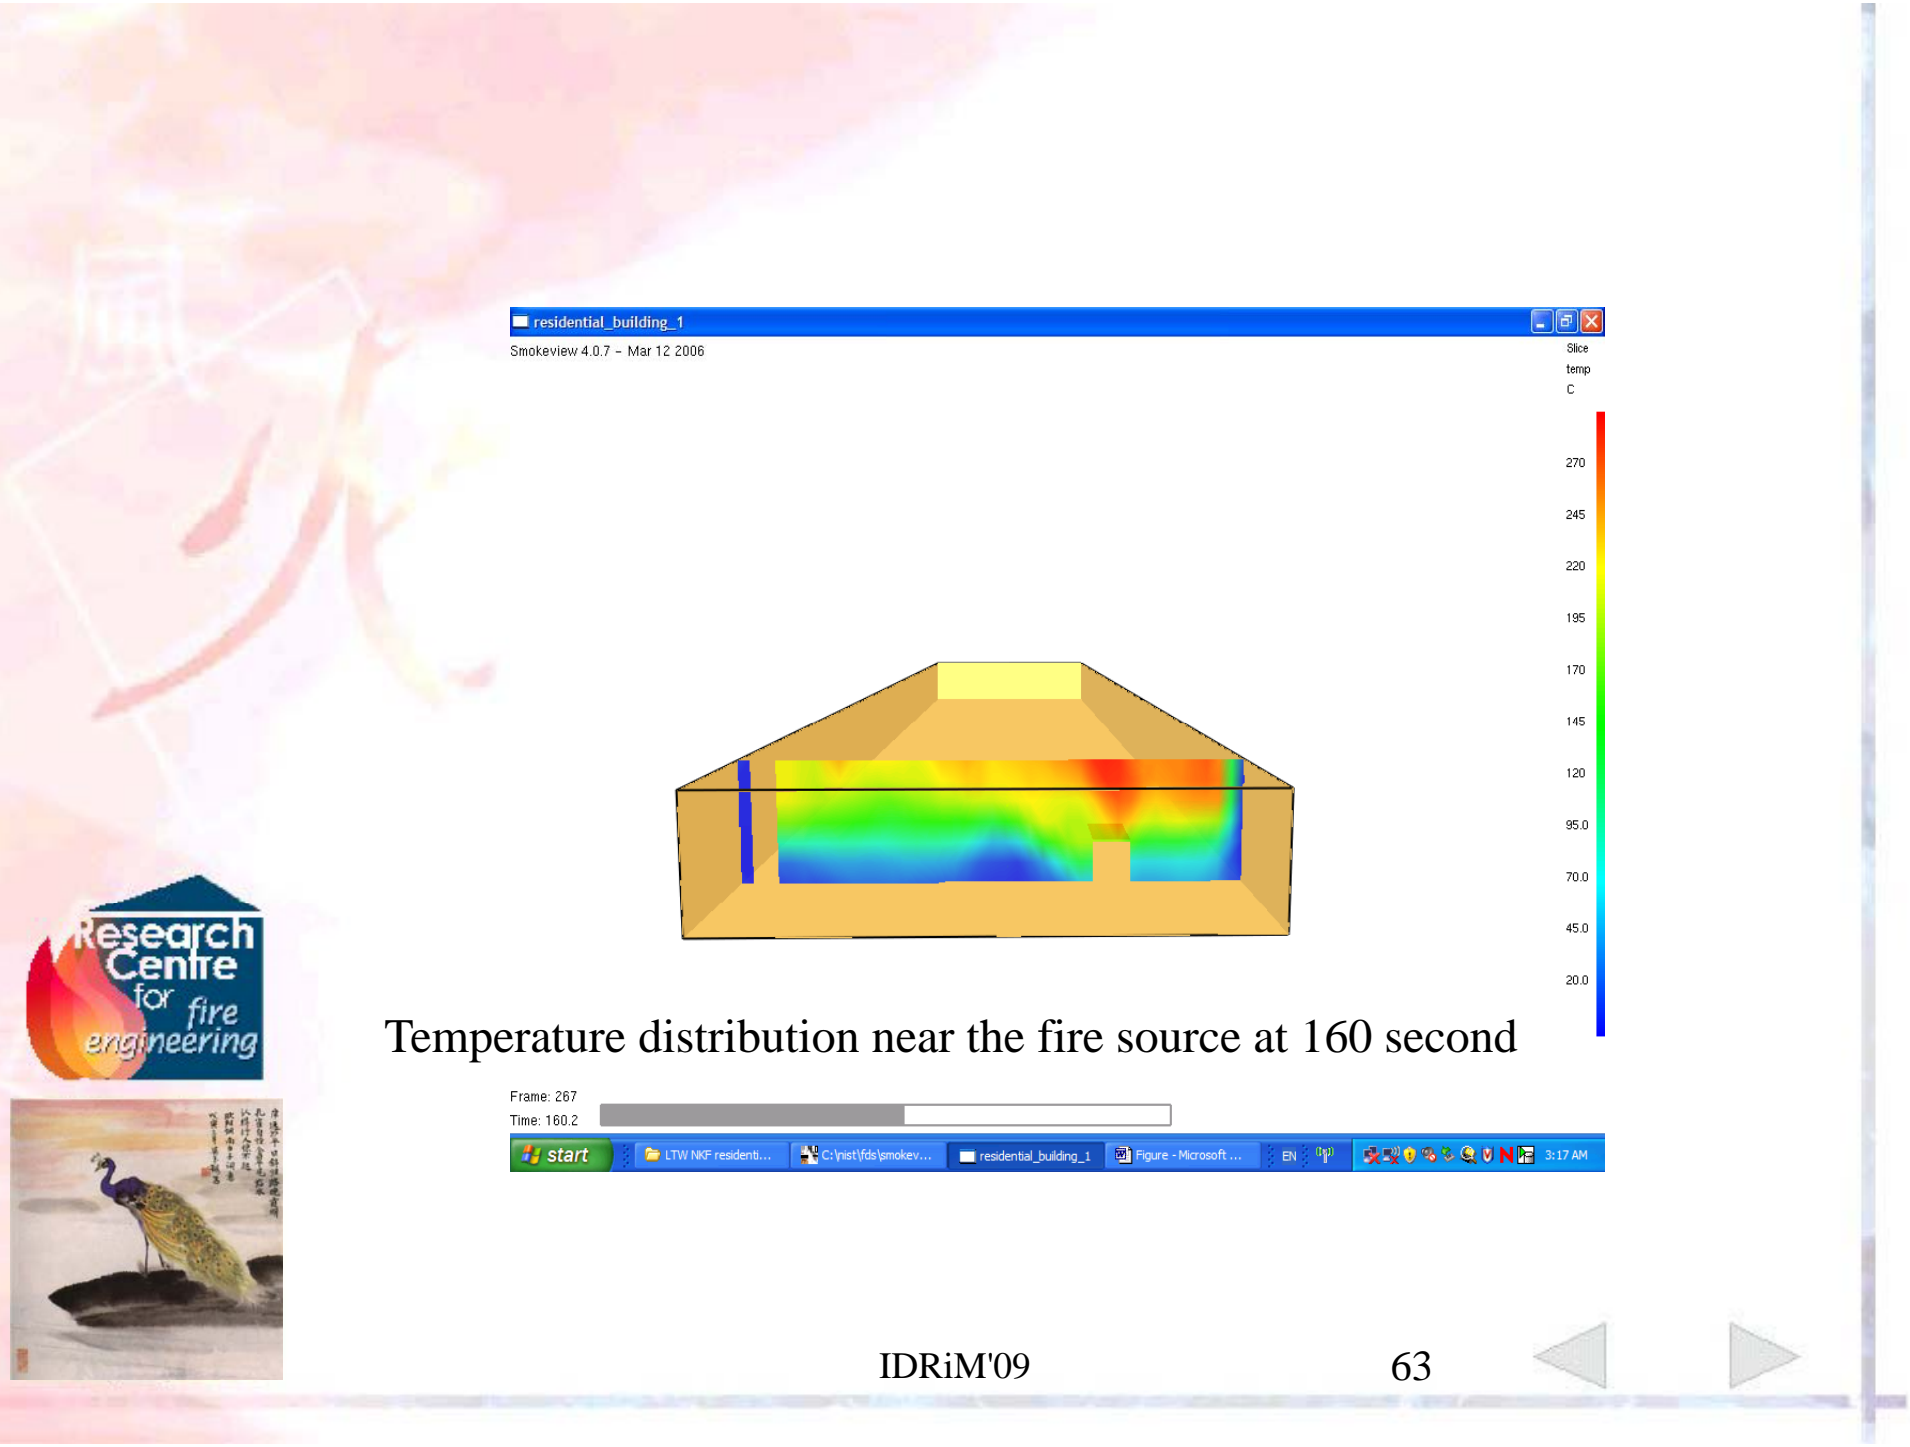 residential_building_1
Smokeview 4.0.7 – Mar 12 2006
Slice
temp
C
270
245
220
195
170
145
120
95.0
70.0
45.0
20.0
風
火
Research
Centre
for
fire
engineering
Temperature distribution near the fire source at 160 second
Frame: 267
Time: 160.2
start
LTW NKF residenti...
C:\nist\fds\smokev...
residential_building_1
Figure - Microsoft ...
EN
3:17 AM
IDRiM'09
63